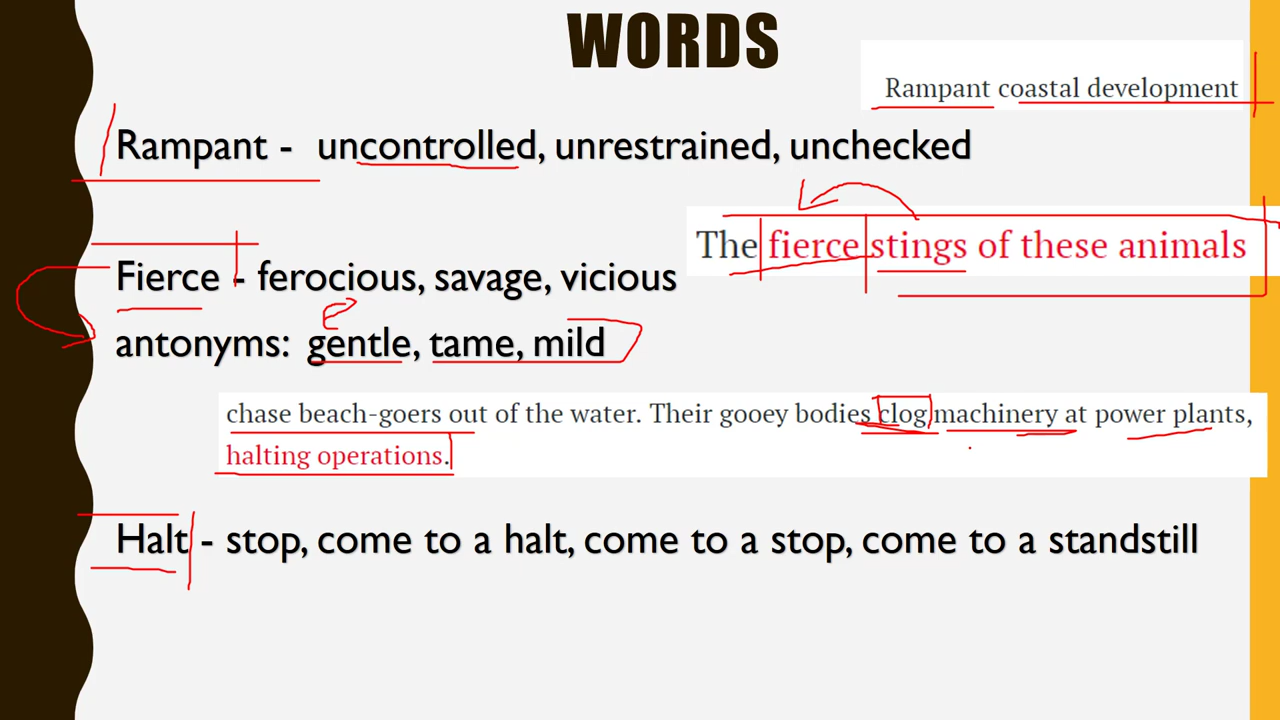 WORDS
Rampant coastal development
Rampant - uncontrolled, unrestrained, unchecked
The fierce stings of these animals
Fierce - ferocious, savage, vicious
antonyms: gentle, tame, mild
chase beach-goers out of the water. Their gooey bodies clog machinery at power plants,
halting operations.
Halt - stop, come to a halt, come to a stop, come to a standstill